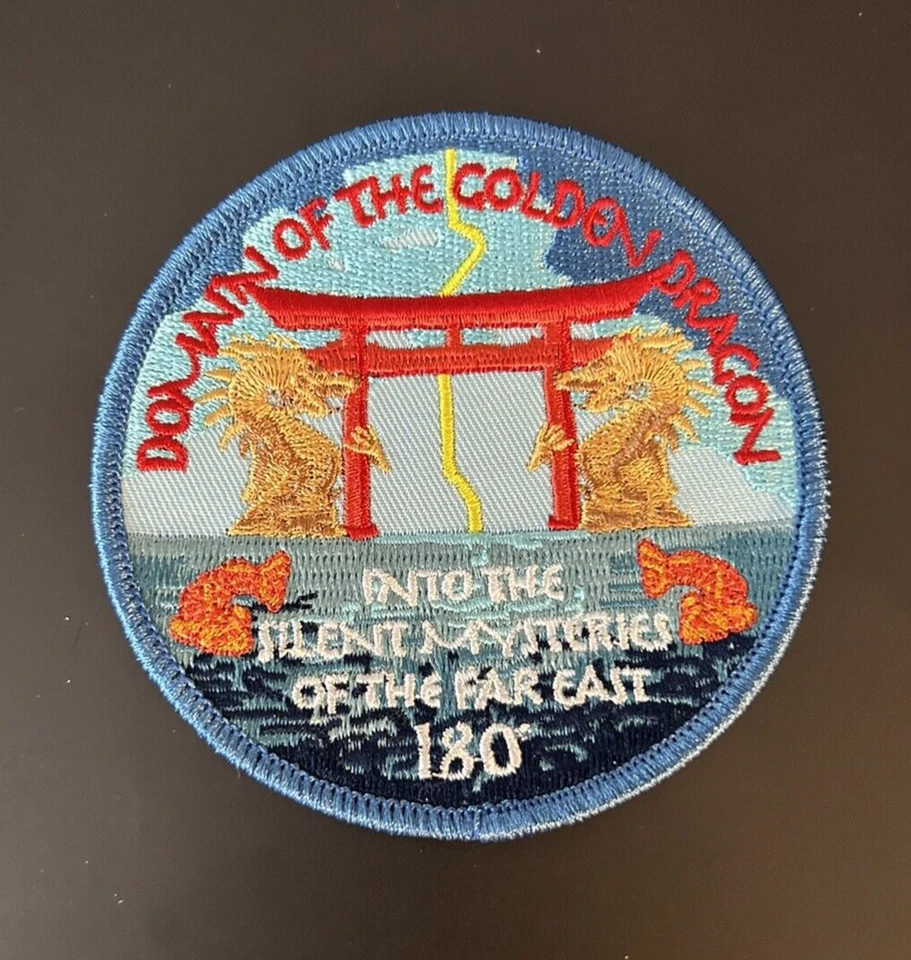 DOMAIN OF THE GOLDEN DRAGON
INTO THE
SILENT MYSTERIES
OF THE FAR EAST
180°